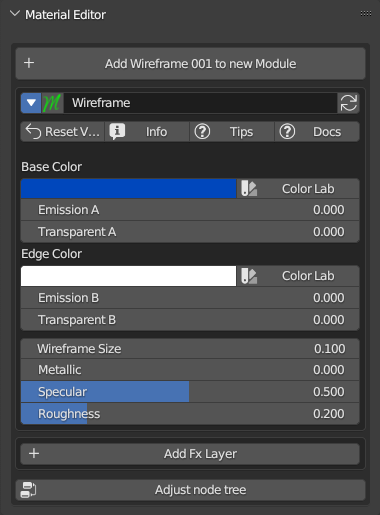 Material Editor
Add Wireframe 001 to new Module
Wireframe
Reset V... Info Tips Docs
Base Color
Color Lab
Emission A 0.000
Transparent A 0.000
Edge Color
Color Lab
Emission B 0.000
Transparent B 0.000
Wireframe Size 0.100
Metallic 0.000
Specular 0.500
Roughness 0.200
Add Fx Layer
Adjust node tree